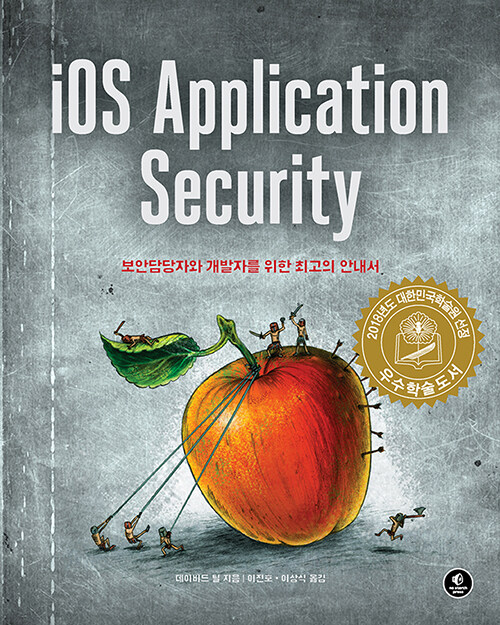 iOS Application
Security
보안담당자와 개발자를 위한 최고의 안내서
2018년도 대한민국학술원 선정
우수학술도서
데이비드 틸 지음 | 이진호 · 이상식 옮김
no starch
press